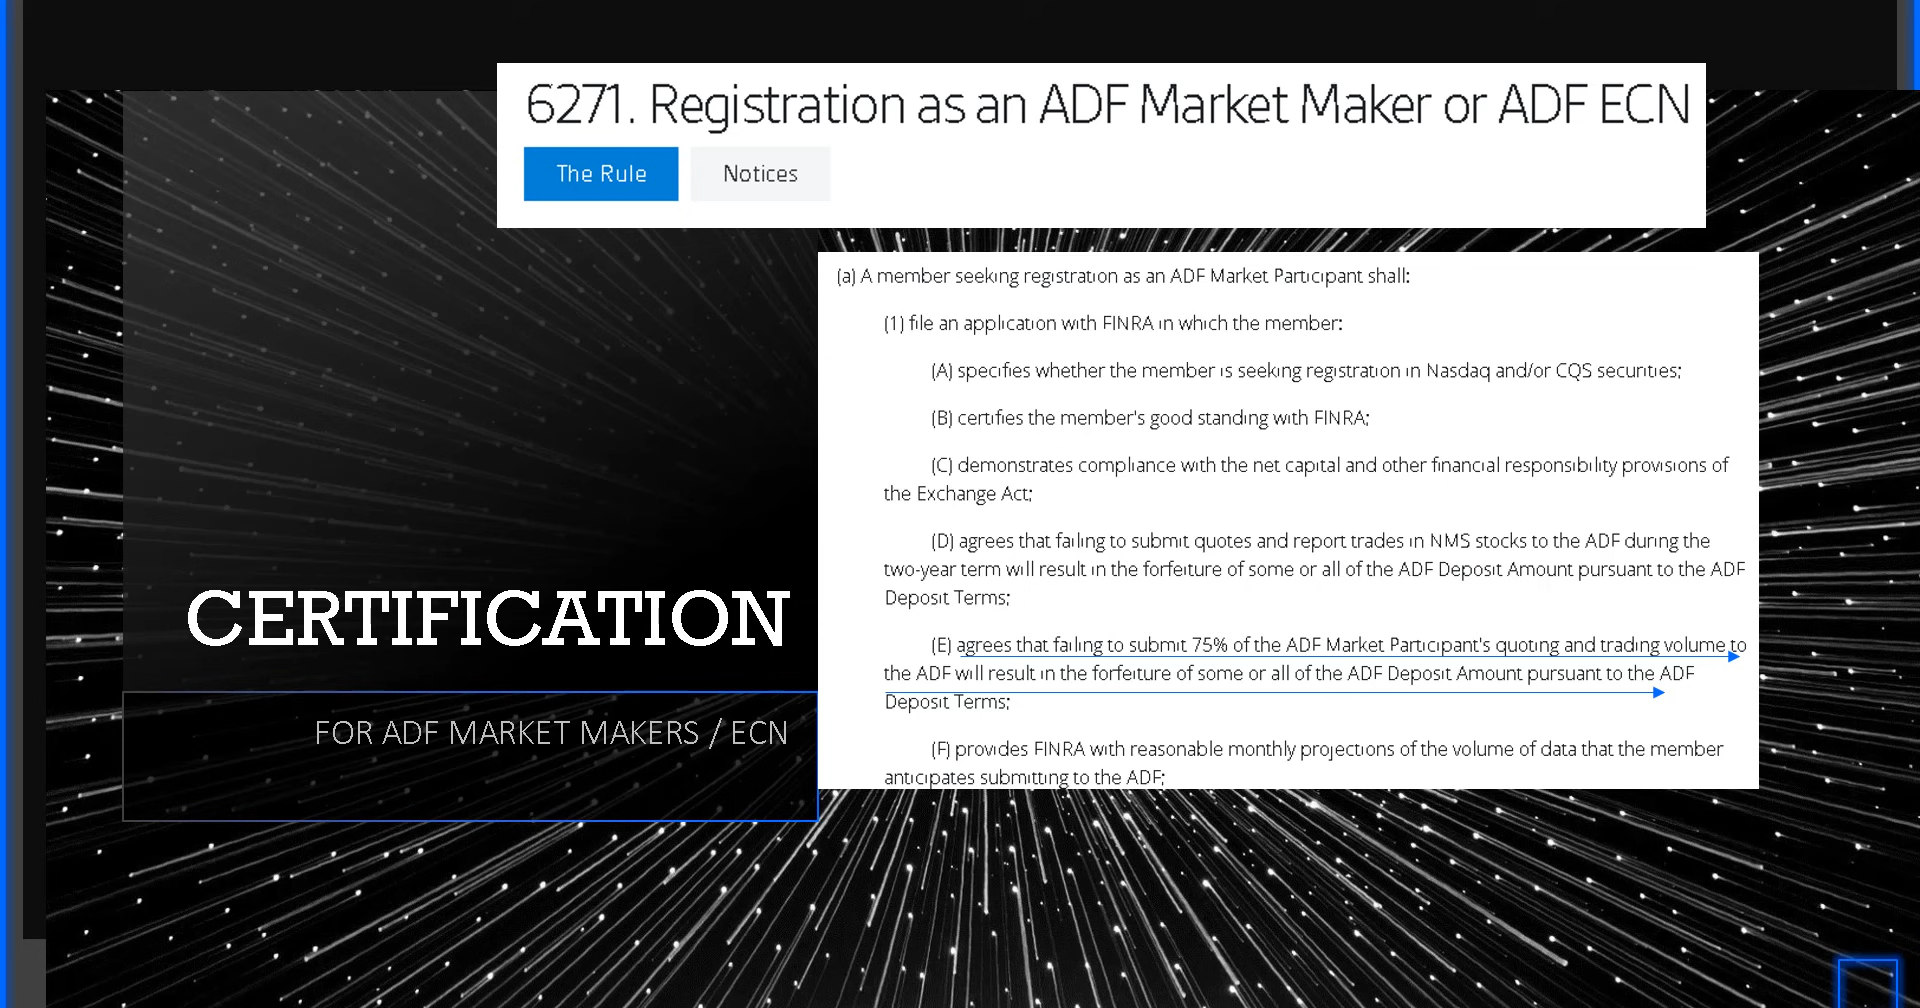 6271. Registration as an ADF Market Maker or ADF ECN
The Rule
Notices
(a) A member seeking registration as an ADF Market Participant shall:
(1) file an application with FINRA in which the member:
(A) specifies whether the member is seeking registration in Nasdaq and/or CQS securities;
(B) certifies the member's good standing with FINRA;
(C) demonstrates compliance with the net capital and other financial responsibility provisions of
the Exchange Act;
(D) agrees that failing to submit quotes and report trades in NMS stocks to the ADF during the
two-year term will result in the forfeiture of some or all of the ADF Deposit Amount pursuant to the ADF
Deposit Terms;
(E) agrees that failing to submit 75% of the ADF Market Participant's quoting and trading volume to
the ADF will result in the forfeiture of some or all of the ADF Deposit Amount pursuant to the ADF
Deposit Terms;
(F) provides FINRA with reasonable monthly projections of the volume of data that the member
anticipates submitting to the ADF;
CERTIFICATION
FOR ADF MARKET MAKERS / ECN